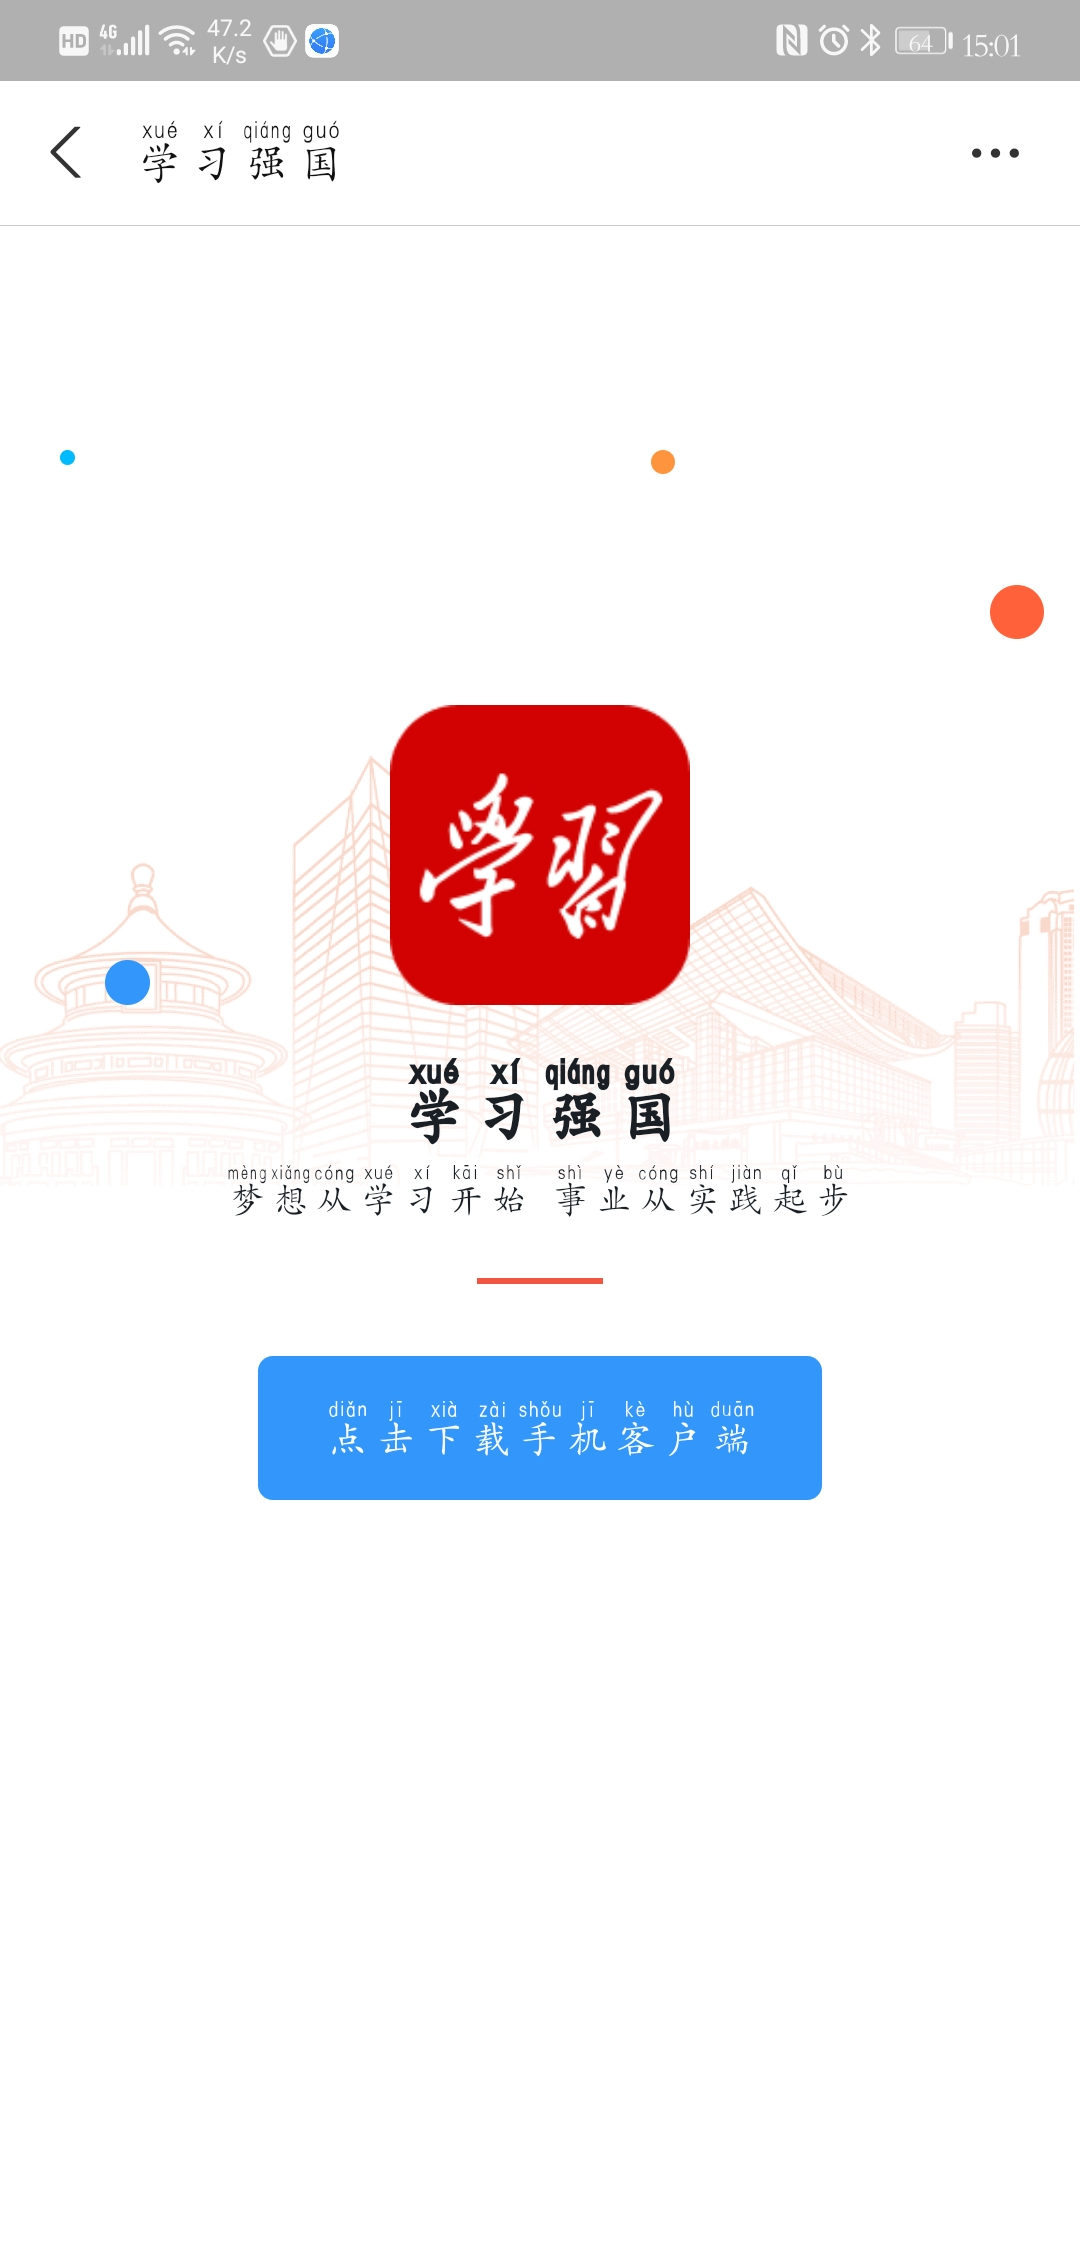 HD 4G 47.2 K/s 64 15:01
xué xí qiáng guó
学习强国
學習
xué xí qiáng guó
学习强国
mèng xiǎng cóng xué xí kāi shǐ shì yè cóng shí jiàn qǐ bù
梦想从学习开始 事业从实践起步
diǎn jī xià zài shǒu jī kè hù duān
点击下载手机客户端